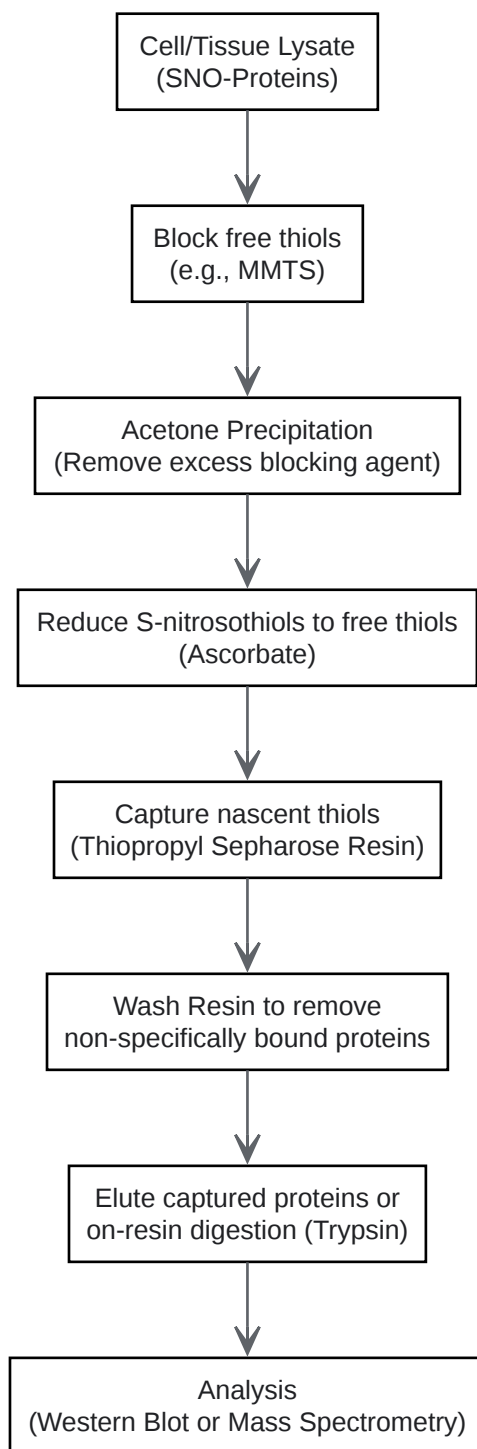 Cell/Tissue Lysate
(SNO-Proteins)
Block free thiols
(e.g., MMTS)
Acetone Precipitation
(Remove excess blocking agent)
Reduce S-nitrosothiols to free thiols
(Ascorbate)
Capture nascent thiols
(Thiopropyl Sepharose Resin)
Wash Resin to remove
non-specifically bound proteins
Elute captured proteins or
on-resin digestion (Trypsin)
Analysis
(Western Blot or Mass Spectrometry)